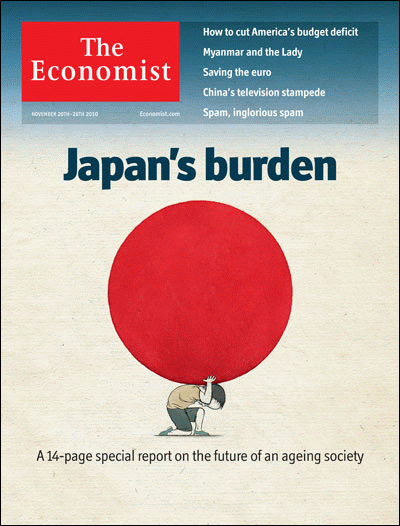 The
Economist
NOVEMBER 20TH–26TH 2010
Economist.com
How to cut America's budget deficit
Myanmar and the Lady
Saving the euro
China's television stampede
Spam, inglorious spam
Japan's burden
A 14-page special report on the future of an ageing society